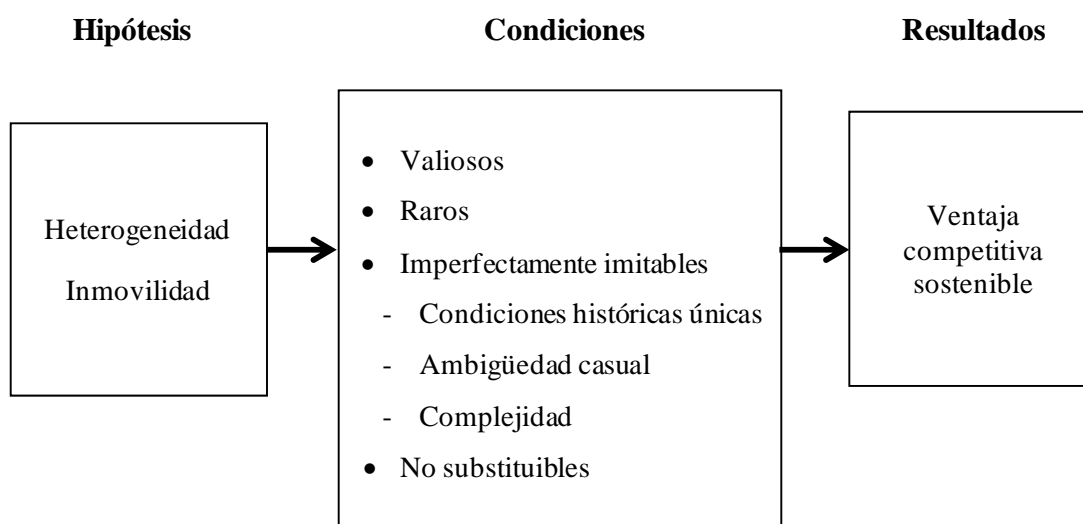 Hipótesis
Condiciones
Resultados
Heterogeneidad
Inmovilidad
• Valiosos
• Raros
• Imperfectamente imitables
- Condiciones históricas únicas
- Ambigüedad casual
- Complejidad
• No substituibles
Ventaja
competitiva
sostenible